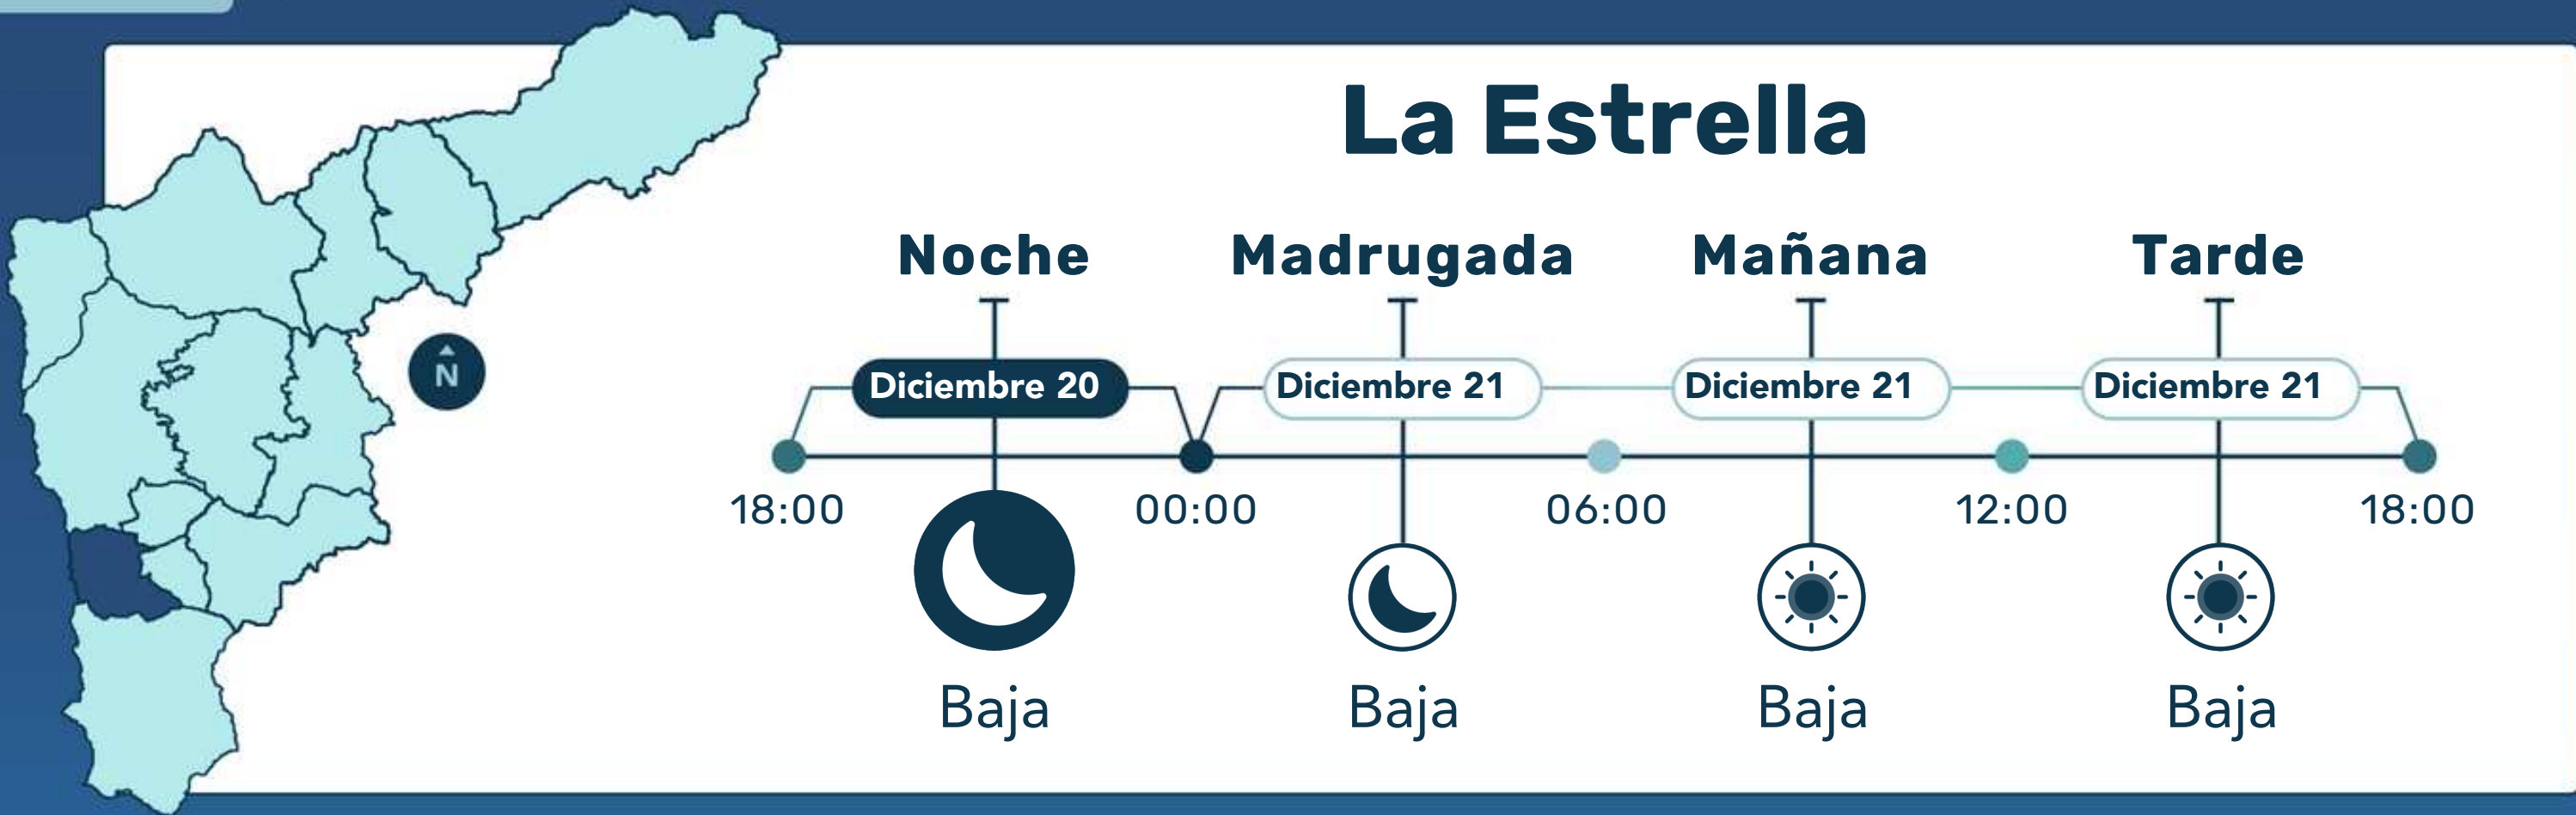 La Estrella
Noche Madrugada Mañana Tarde
N
Diciembre 20 Diciembre 21 Diciembre 21 Diciembre 21
18:00 00:00 06:00 12:00 18:00
Baja Baja Baja Baja